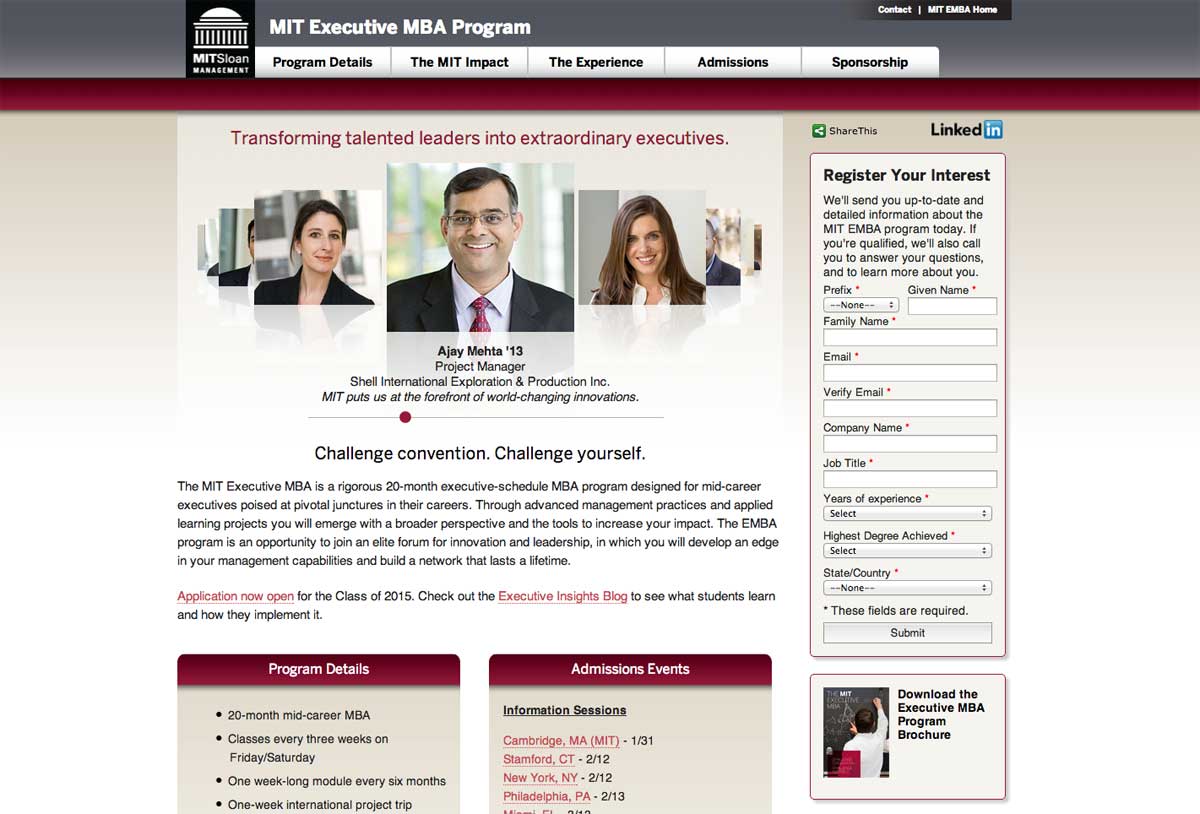 Contact | MIT EMBA Home
MITSloan
MANAGEMENT
MIT Executive MBA Program
Program Details
The MIT Impact
The Experience
Admissions
Sponsorship
Transforming talented leaders into extraordinary executives.
Ajay Mehta '13
Project Manager
Shell International Exploration & Production Inc.
MIT puts us at the forefront of world-changing innovations.
Challenge convention. Challenge yourself.
The MIT Executive MBA is a rigorous 20-month executive-schedule MBA program designed for mid-career
executives poised at pivotal junctures in their careers. Through advanced management practices and applied
learning projects you will emerge with a broader perspective and the tools to increase your impact. The EMBA
program is an opportunity to join an elite forum for innovation and leadership, in which you will develop an edge
in your management capabilities and build a network that lasts a lifetime.
Application now open for the Class of 2015. Check out the Executive Insights Blog to see what students learn
and how they implement it.
Program Details
• 20-month mid-career MBA
• Classes every three weeks on
Friday/Saturday
• One week-long module every six months
• One-week international project trip
Admissions Events
Information Sessions
Cambridge, MA (MIT) - 1/31
Stamford, CT - 2/12
New York, NY - 2/12
Philadelphia, PA - 2/13
ShareThis
Linked in
Register Your Interest
We'll send you up-to-date and
detailed information about the
MIT EMBA program today. If
you're qualified, we'll also call
you to answer your questions,
and to learn more about you.
Prefix *
Given Name *
--None--
Family Name *
Email *
Verify Email *
Company Name *
Job Title *
Years of experience *
Select
Highest Degree Achieved *
Select
State/Country *
--None--
* These fields are required.
Submit
THE MIT
EXECUTIVE
MBA
Download the
Executive MBA
Program
Brochure